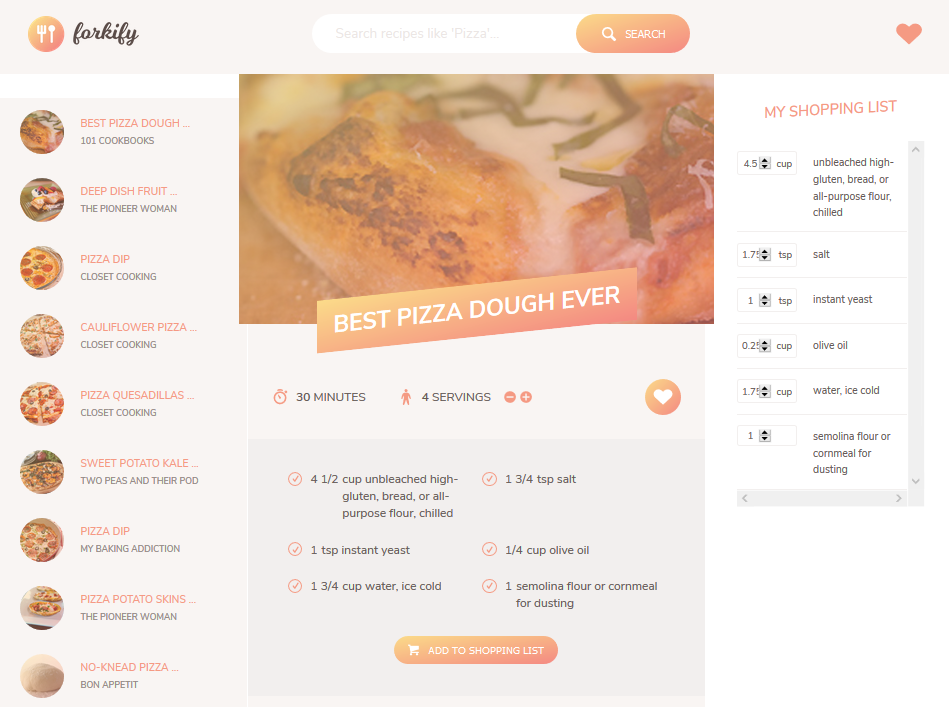 forkify
Search recipes like 'Pizza'...
SEARCH
BEST PIZZA DOUGH ...
101 COOKBOOKS
DEEP DISH FRUIT ...
THE PIONEER WOMAN
PIZZA DIP
CLOSET COOKING
CAULIFLOWER PIZZA ...
CLOSET COOKING
PIZZA QUESADILLAS ...
CLOSET COOKING
SWEET POTATO KALE ...
TWO PEAS AND THEIR POD
PIZZA DIP
MY BAKING ADDICTION
PIZZA POTATO SKINS ...
THE PIONEER WOMAN
NO-KNEAD PIZZA ...
BON APPETIT
BEST PIZZA DOUGH EVER
30 MINUTES
4 SERVINGS
4 1/2 cup unbleached high-
gluten, bread, or all-
purpose flour, chilled
1 3/4 tsp salt
1 tsp instant yeast
1/4 cup olive oil
1 3/4 cup water, ice cold
1 semolina flour or cornmeal
for dusting
ADD TO SHOPPING LIST
MY SHOPPING LIST
4.5 cup
unbleached high-
gluten, bread, or
all-purpose flour,
chilled
1.75 tsp
salt
1 tsp
instant yeast
0.25 cup
olive oil
1.75 cup
water, ice cold
1
semolina flour or
cornmeal for
dusting